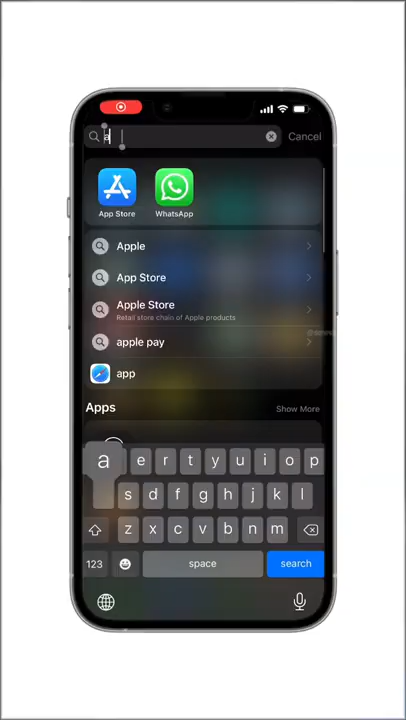 a
Cancel
App Store
WhatsApp
Apple
App Store
Apple Store
Retail store chain of Apple products
apple pay
app
Apps
Show More
a e r t y u i o p
s d f g h j k l
z x c v b n m
123
space
search